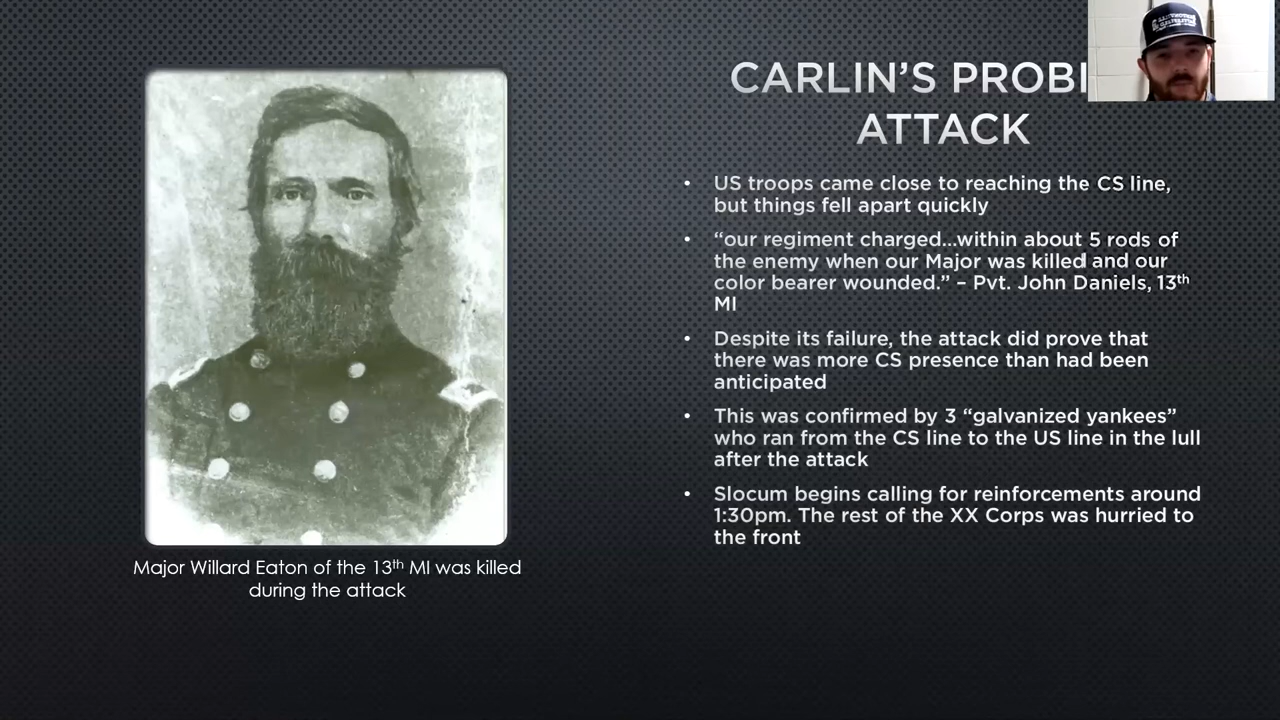 CARLIN'S
ATTACK
• US troops came close to reaching the CS line,
but things fell apart quickly
• “our regiment charged...within about 5 rods of
the enemy when our Major was killed and our
color bearer wounded.” – Pvt. John Daniels, 13th
MI
• Despite its failure, the attack did prove that
there was more CS presence than had been
anticipated
• This was confirmed by 3 “galvanized yankees”
who ran from the CS line to the US line in the lull
after the attack
• Slocum begins calling for reinforcements around
1:30pm. The rest of the XX Corps was hurried to
the front
Major Willard Eaton of the 13th MI was killed
during the attack